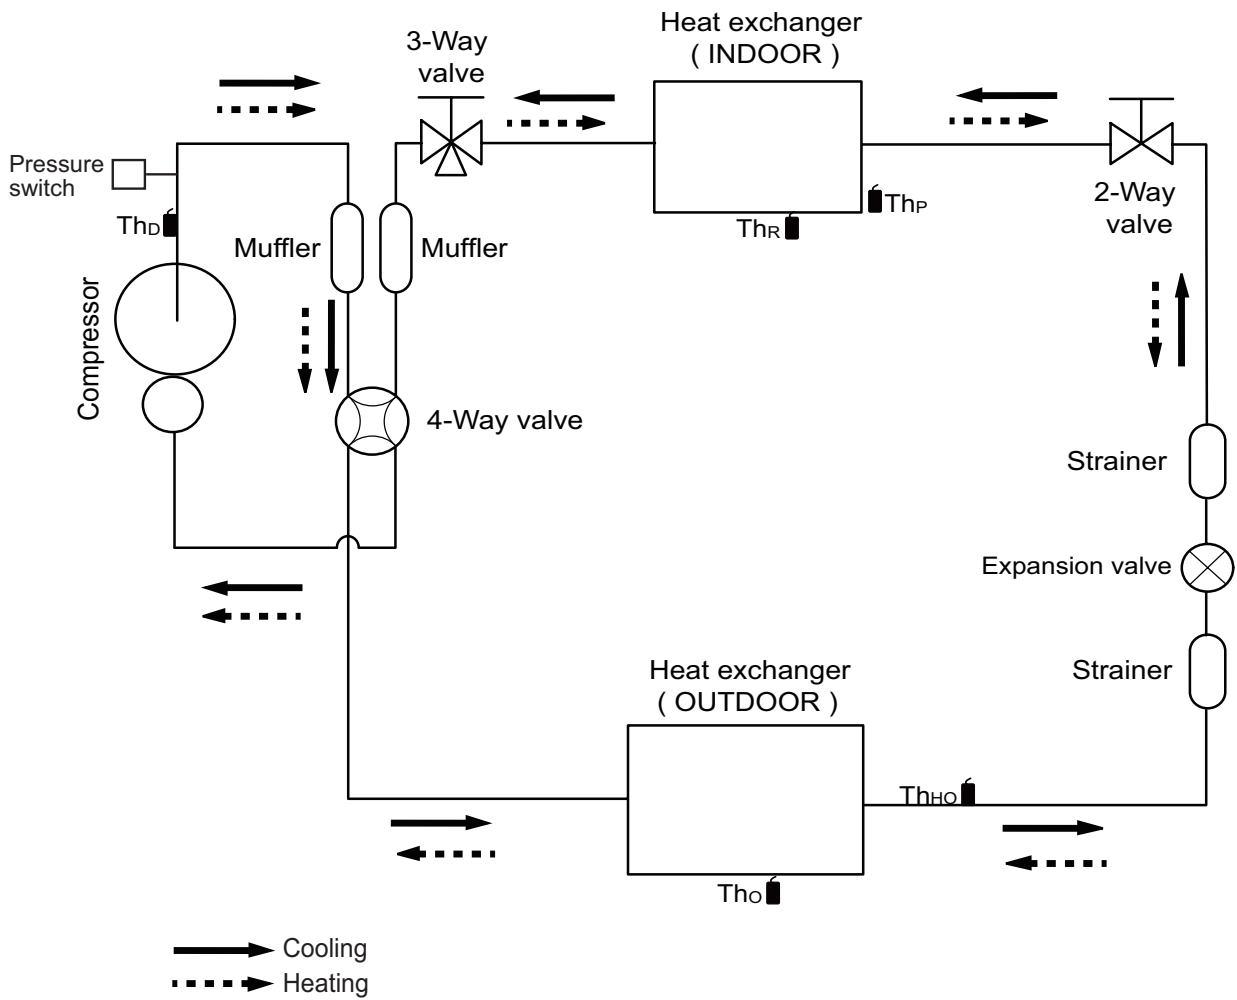 Heat exchanger
( INDOOR )
3-Way
valve
Pressure
switch
ThD
ThR
ThP
2-Way
valve
Muffler
Muffler
Compressor
4-Way valve
Strainer
Expansion valve
Strainer
Heat exchanger
( OUTDOOR )
ThHO
ThO
Cooling
Heating